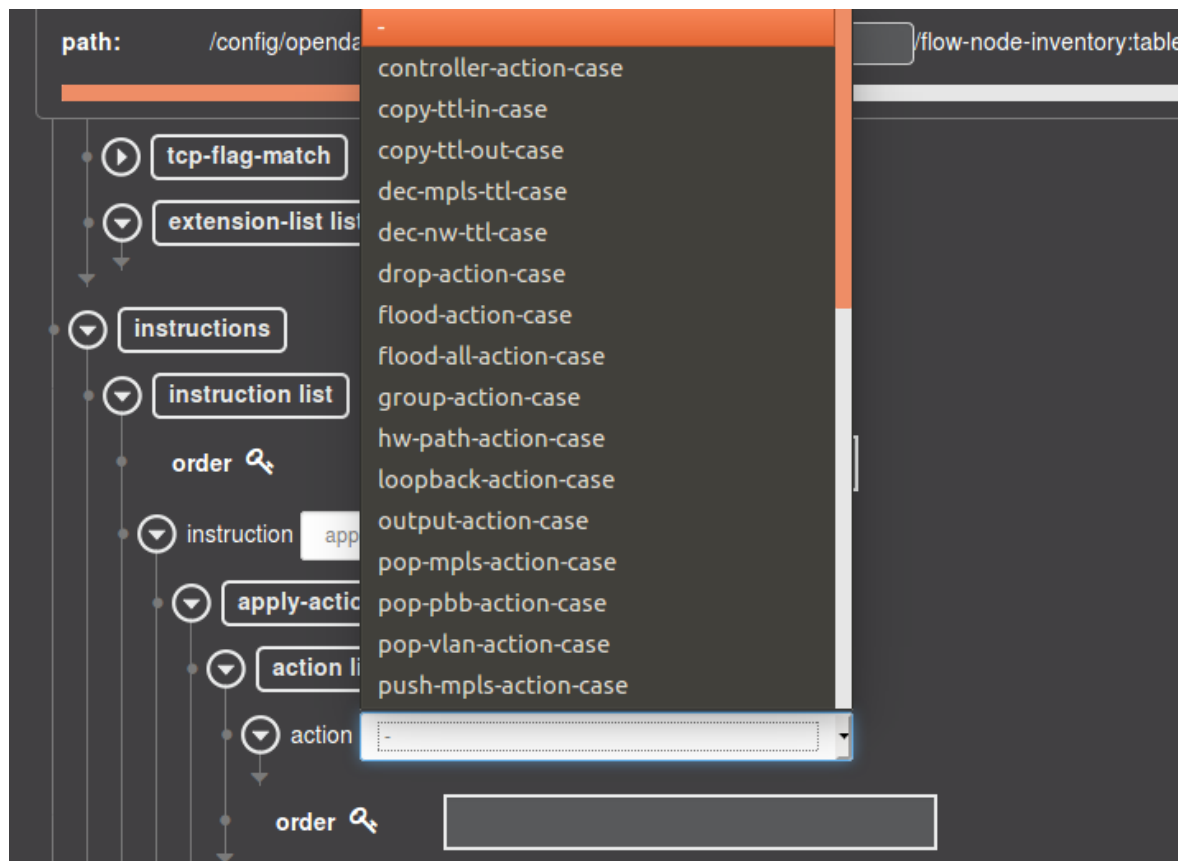 path: /config/openda /flow-node-inventory:table
-
controller-action-case
copy-ttl-in-case
copy-ttl-out-case
dec-mpls-ttl-case
dec-nw-ttl-case
drop-action-case
flood-action-case
flood-all-action-case
group-action-case
hw-path-action-case
loopback-action-case
output-action-case
pop-mpls-action-case
pop-pbb-action-case
pop-vlan-action-case
push-mpls-action-case
tcp-flag-match
extension-list list
instructions
instruction list
order
instruction app
apply-actio
action li
action -
order